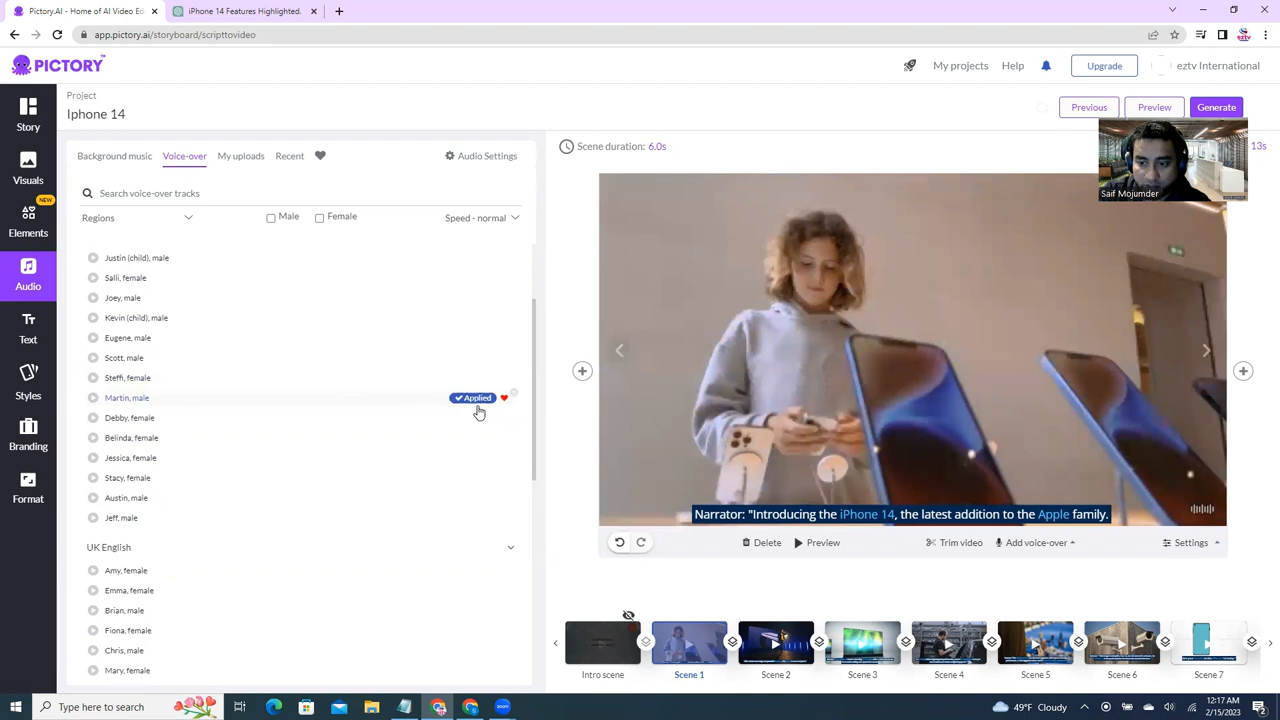 Pictory.AI - Home of AI Video Ed
iPhone 14 Features Highlighted.
app.pictory.ai/storyboard/scripttovideo
PICTORY
My projects
Help
Upgrade
eztv International
Project
Iphone 14
Previous
Preview
Generate
Story
Visuals
NEW
Elements
Audio
Text
Styles
Branding
Format
Background music
Voice-over
My uploads
Recent
Audio Settings
Search voice-over tracks
Regions
Male
Female
Speed - normal
Justin (child), male
Salli, female
Joey, male
Kevin (child), male
Eugene, male
Scott, male
Steffi, female
Martin, male
Applied
Debby, female
Belinda, female
Jessica, female
Stacy, female
Austin, male
Jeff, male
UK English
Amy, female
Emma, female
Brian, male
Fiona, female
Chris, male
Mary, female
Scene duration: 6.0s
13s
Saif Mojumder
Narrator: "Introducing the iPhone 14, the latest addition to the Apple family.
Delete
Preview
Trim video
Add voice-over
Settings
Intro scene
Scene 1
Scene 2
Scene 3
Scene 4
Scene 5
Scene 6
Scene 7
Type here to search
49°F Cloudy
12:17 AM
2/15/2023
2